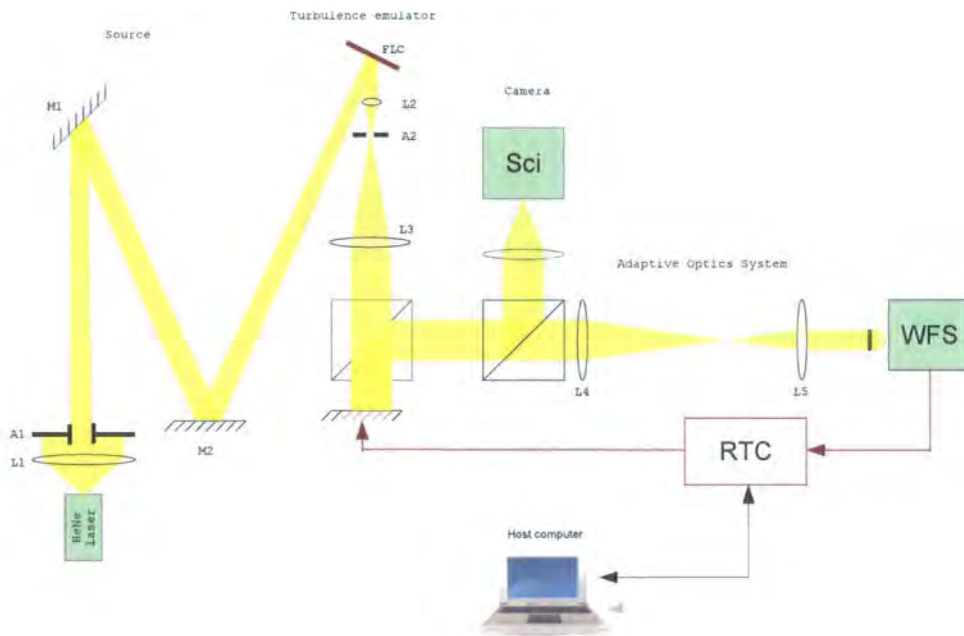 Turbulence emulator
Source
FLC
M1
L2
Camera
A2
Sci
L3
Adaptive Optics System
WFS
L4
L5
A1
M2
RTC
L1
HeNe
laser
Host computer